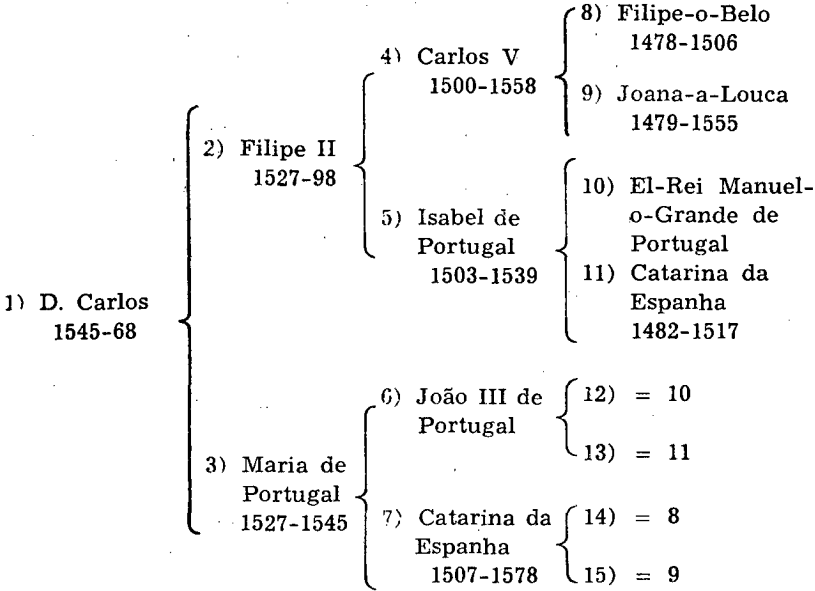 1) D. Carlos
1545-68
2) Filipe II
1527-98
3) Maria de
Portugal
1527-1545
4) Carlos V
1500-1558
5) Isabel de
Portugal
1503-1539
6) João III de
Portugal
7) Catarina da
Espanha
1507-1578
8) Filipe-o-Belo
1478-1506
9) Joana-a-Louca
1479-1555
10) El-Rei Manuel-
o-Grande de
Portugal
11) Catarina da
Espanha
1482-1517
12) = 10
13) = 11
14) = 8
15) = 9